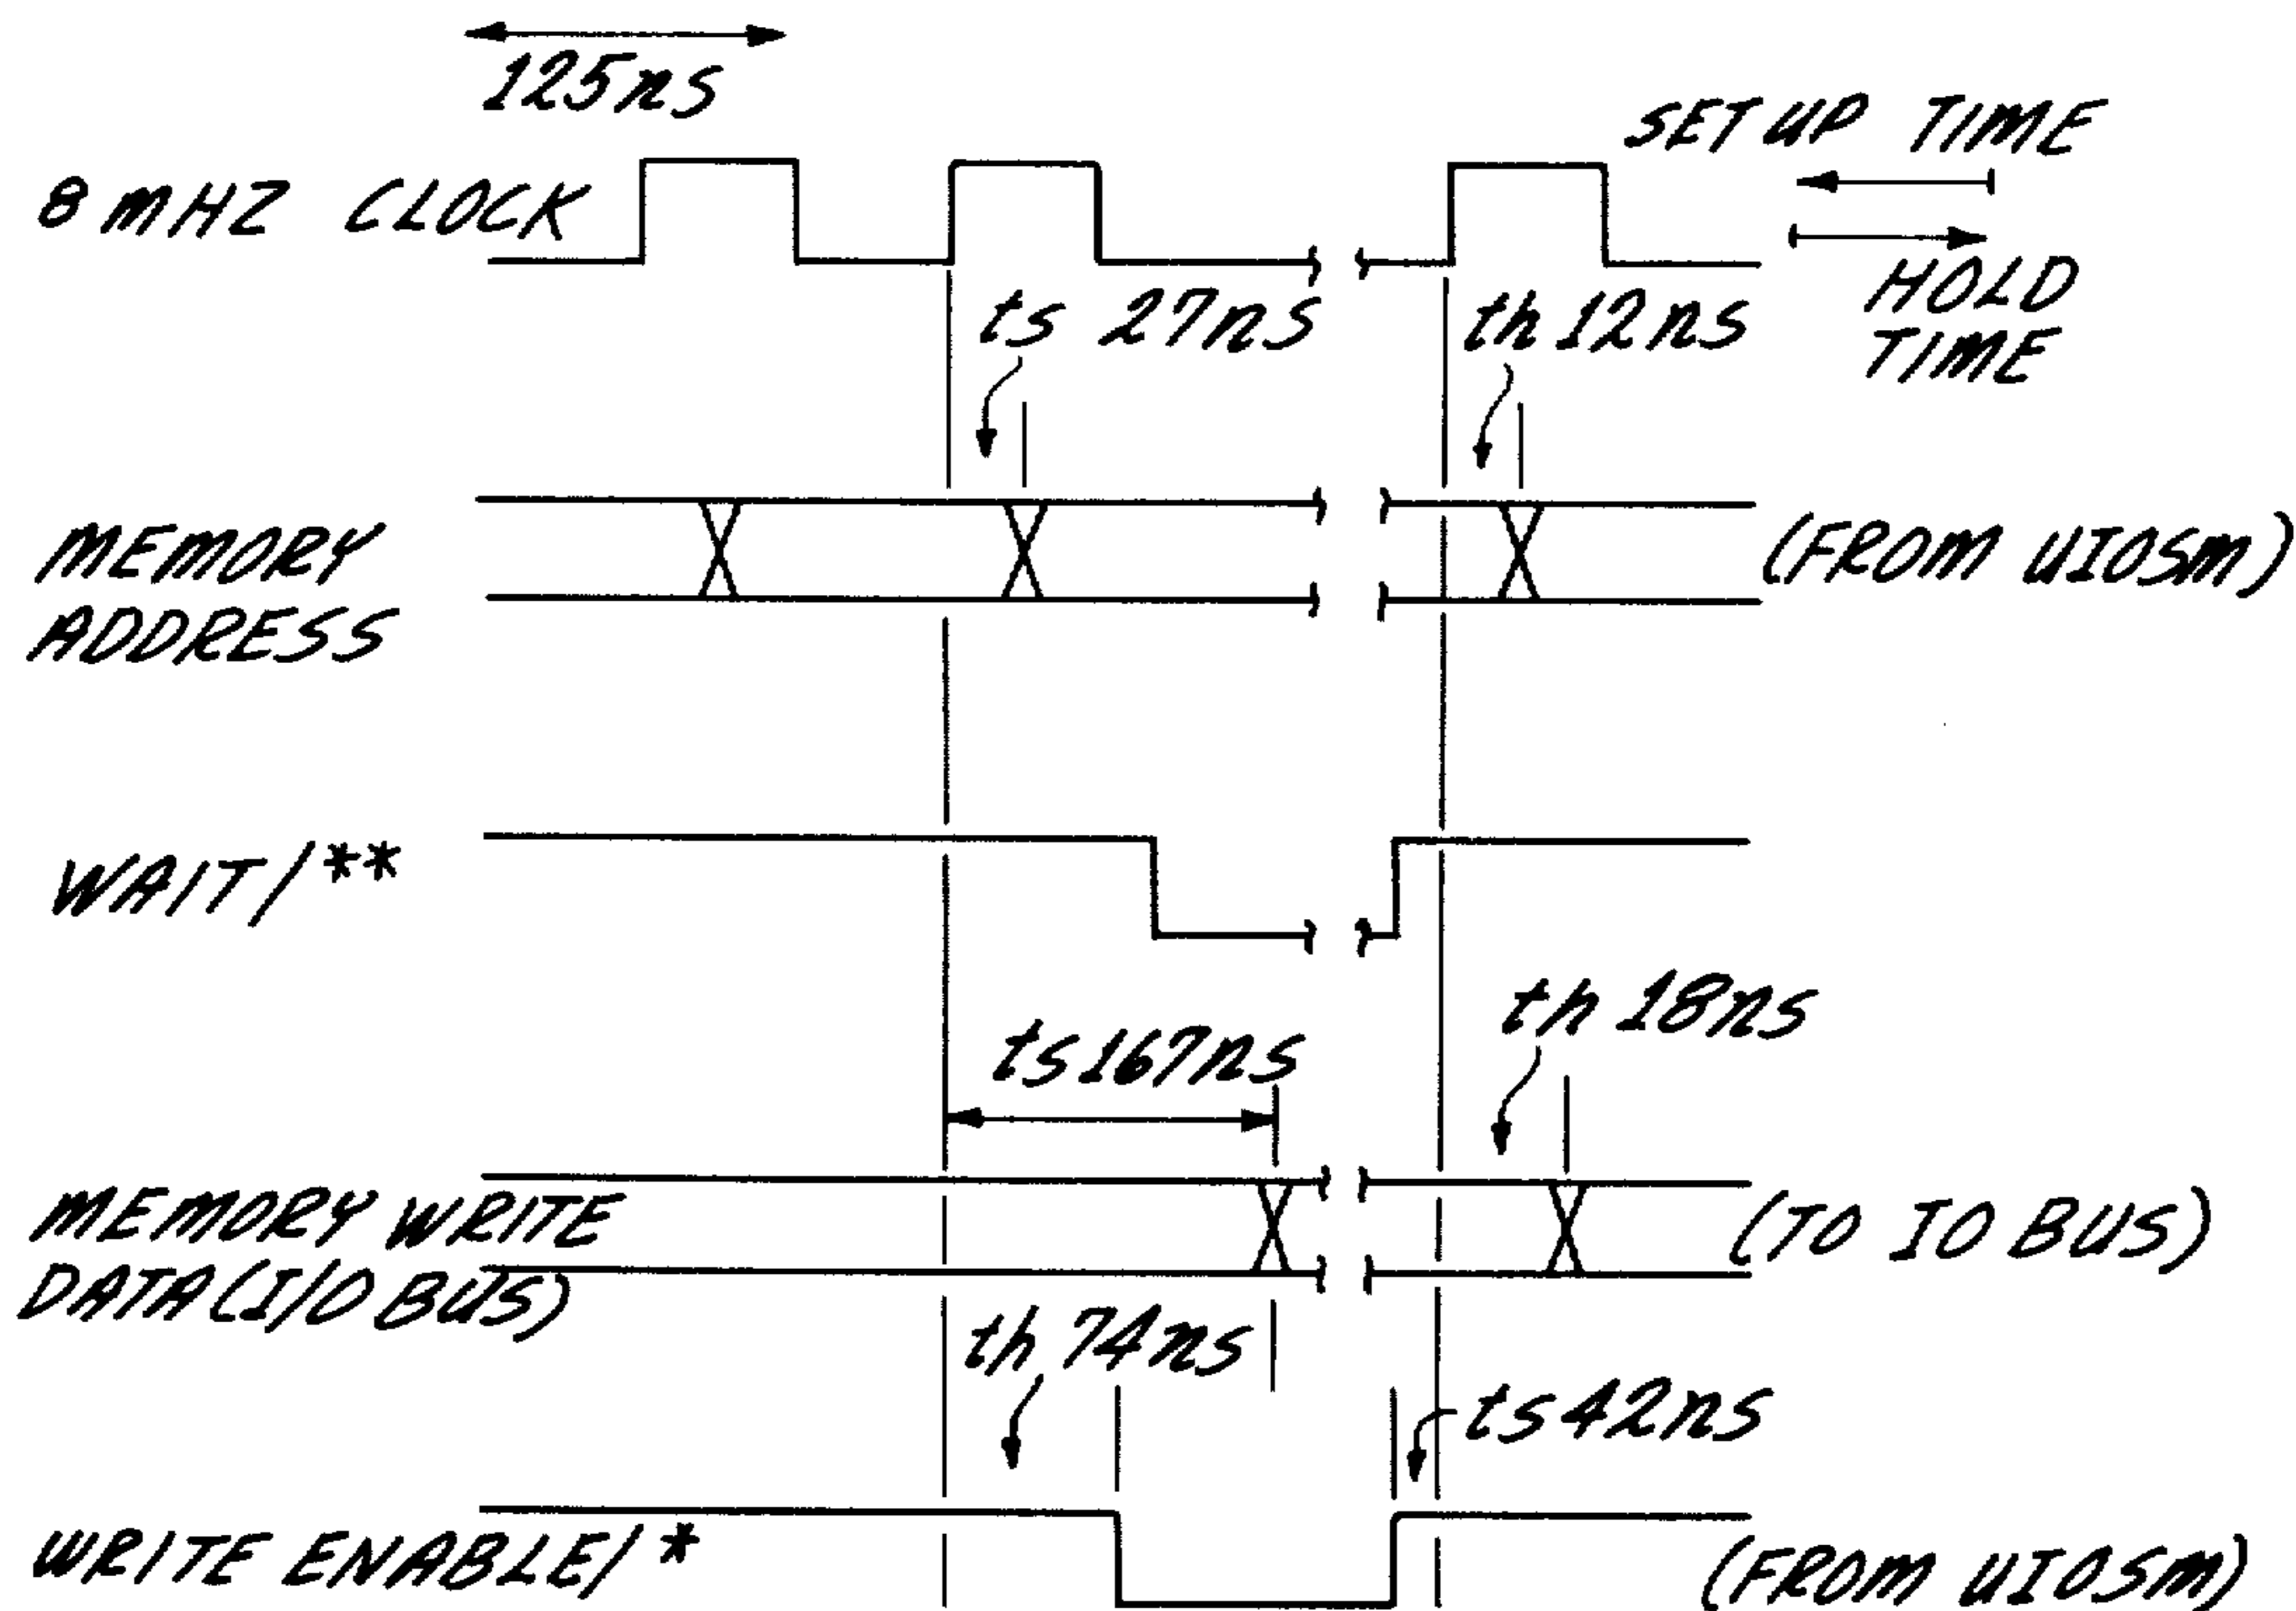 125ns
SET UP TIME
8 MHZ CLOCK
HOLD
TIME
ts 27ns
th 12ns
MEMORY
ADDRESS
(FROM UIOSM)
WAIT/**
th 18ns
ts 167ns
MEMORY WRITE
DATA (I/O BUS)
(TO IO BUS)
th 74ns
ts 42ns
WRITE ENABLE/*
(FROM UIOSM)